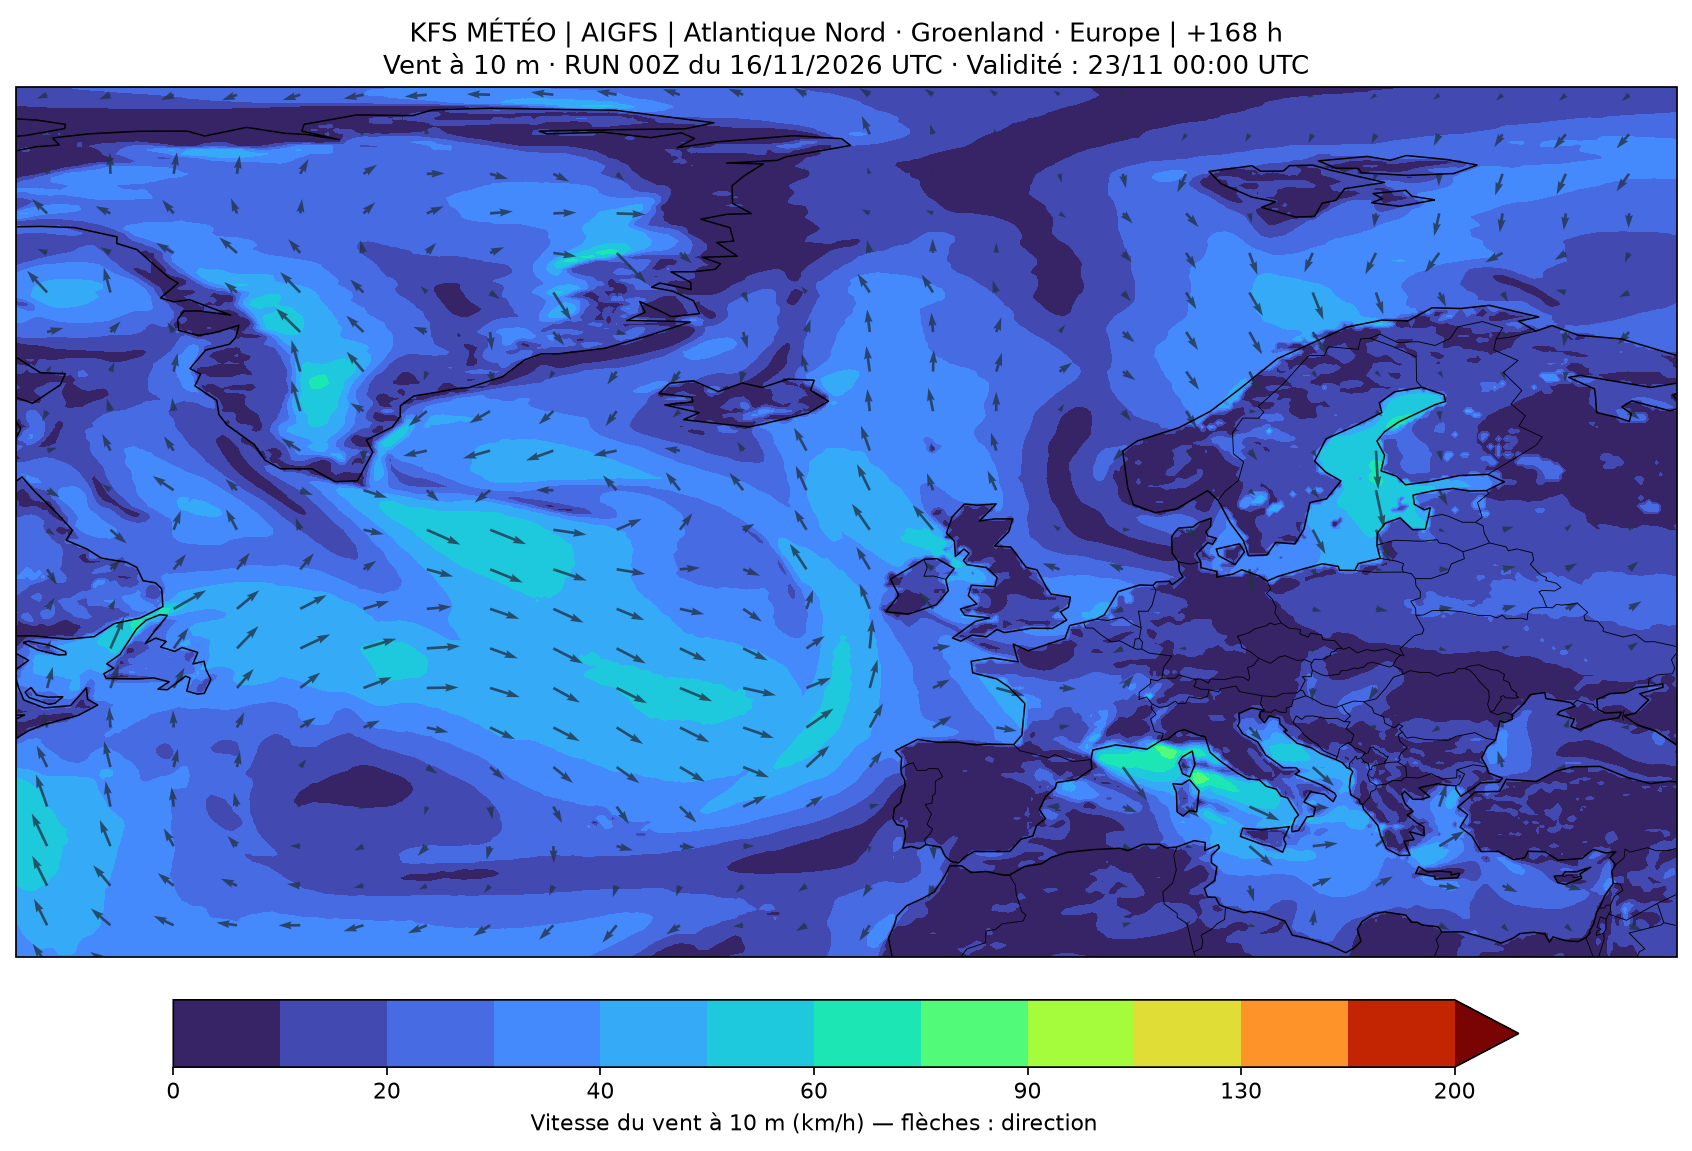 KFS MÉTÉO | AIGFS | Atlantique Nord · Groenland · Europe | +168 h
Vent à 10 m · RUN 00Z du 16/11/2026 UTC · Validité : 23/11 00:00 UTC
0 20 40 60 90 130 200
Vitesse du vent à 10 m (km/h) — flèches : direction